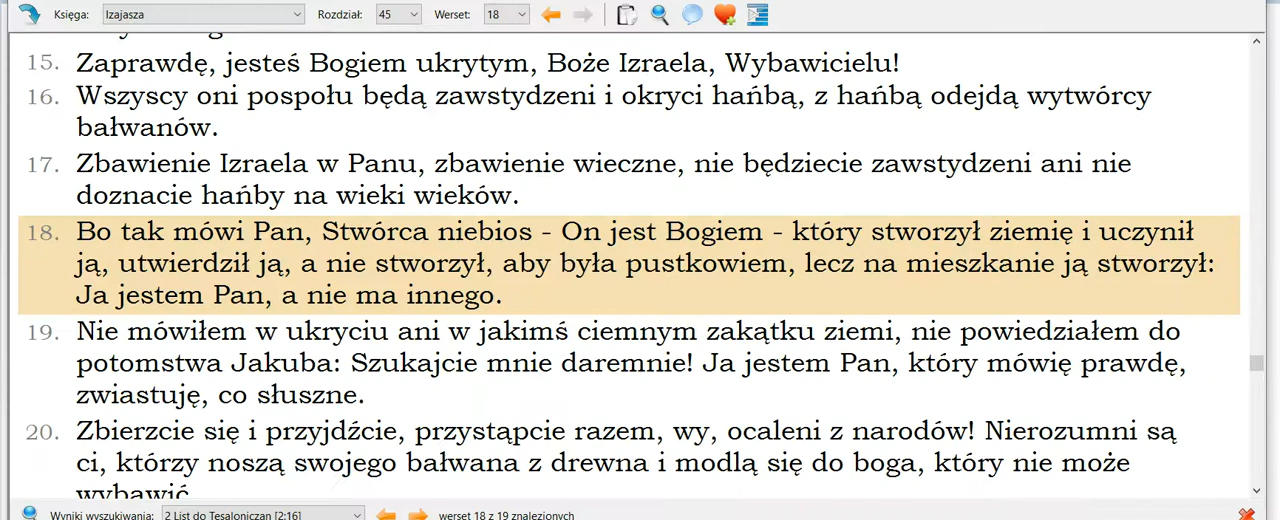 Księga: Izajasza Rozdział: 45 Werset: 18
15. Zaprawdę, jesteś Bogiem ukrytym, Boże Izraela, Wybawicielu!
16. Wszyscy oni pospołu będą zawstydzeni i okryci hańbą, z hańbą odejdą wytwórcy
bałwanów.
17. Zbawienie Izraela w Panu, zbawienie wieczne, nie będziecie zawstydzeni ani nie
doznacie hańby na wieki wieków.
18. Bo tak mówi Pan, Stwórca niebios - On jest Bogiem - który stworzył ziemię i uczynił
ją, utwierdził ją, a nie stworzył, aby była pustkowiem, lecz na mieszkanie ją stworzył:
Ja jestem Pan, a nie ma innego.
19. Nie mówiłem w ukryciu ani w jakimś ciemnym zakątku ziemi, nie powiedziałem do
potomstwa Jakuba: Szukajcie mnie daremnie! Ja jestem Pan, który mówię prawdę,
zwiastuję, co słuszne.
20. Zbierzcie się i przyjdźcie, przystąpcie razem, wy, ocaleni z narodów! Nierozumni są
ci, którzy noszą swojego bałwana z drewna i modlą się do boga, który nie może
wybawić.
Wyniki wyszukiwania: 2 List do Tesaloniczan [2:16] werset 18 z 19 znalezionych